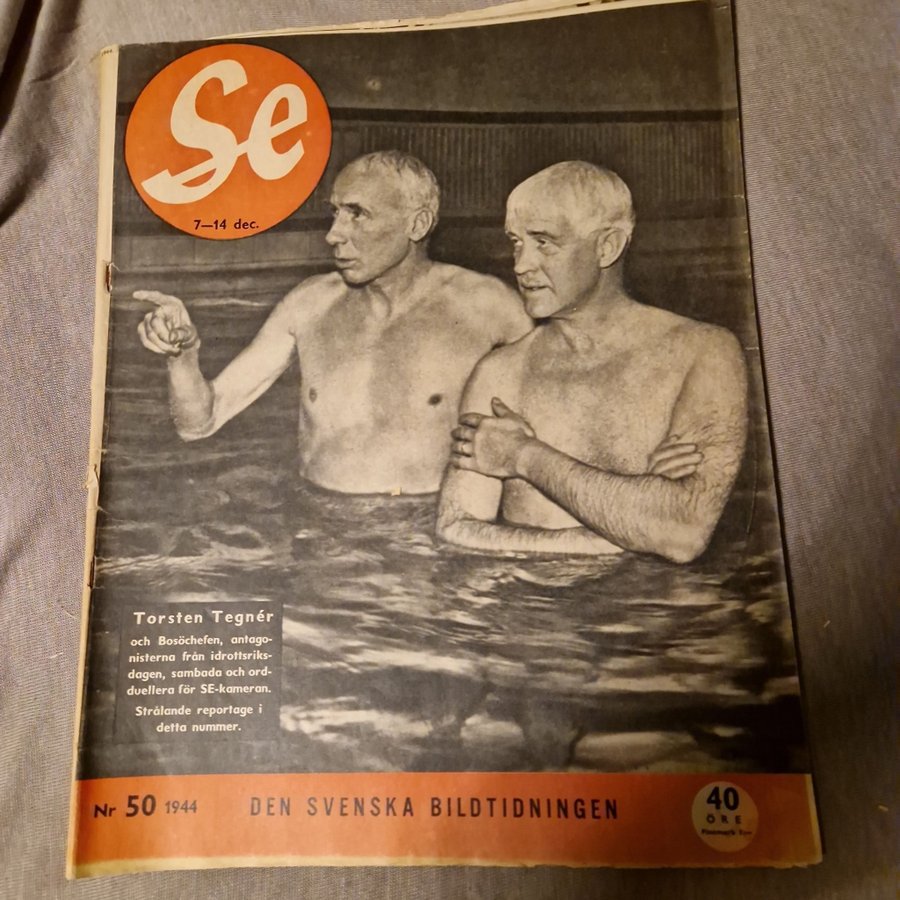 Se
7—14 dec.
Torsten Tegnér
och Bosöchefen, antago-
nisterna från idrottsriks-
dagen, sambada och ord-
duellera för SE-kameran.
Strålande reportage i
detta nummer.
Nr 50 1944 DEN SVENSKA BILDTIDNINGEN
40
ÖRE